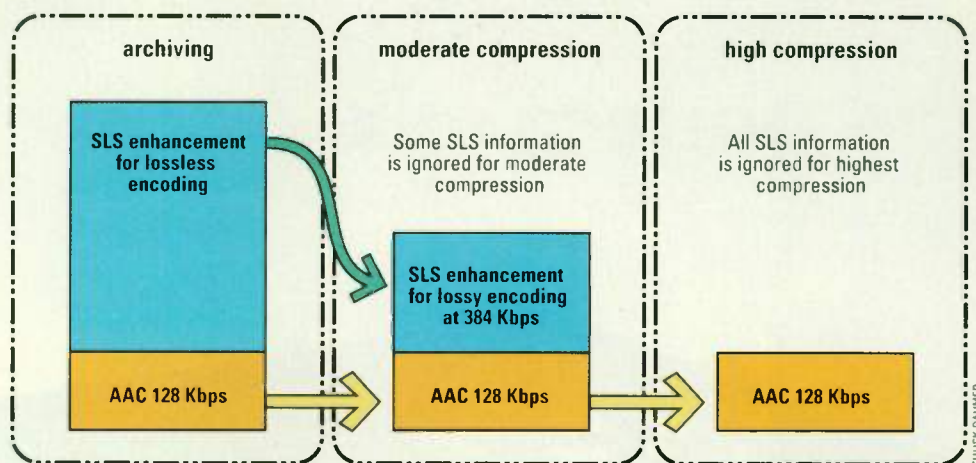 archiving
SLS enhancement
for lossless
encoding
AAC 128 Kbps
moderate compression
Some SLS information
is ignored for moderate
compression
SLS enhancement
for lossy encoding
at 384 Kbps
AAC 128 Kbps
high compression
All SLS information
is ignored for highest
compression
AAC 128 Kbps